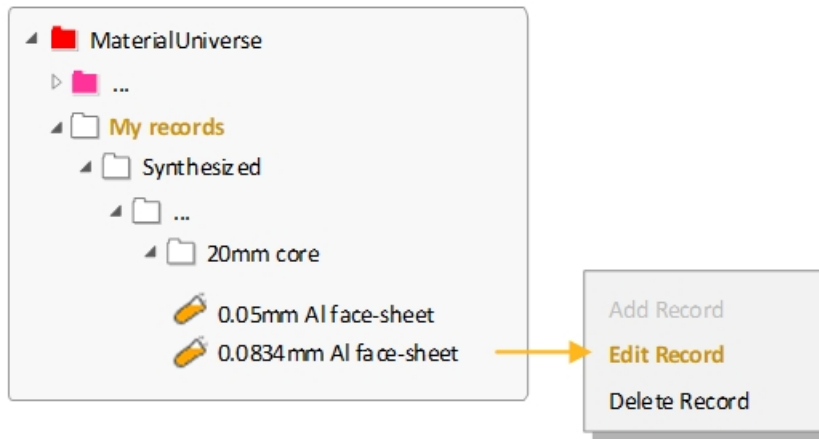 MaterialUniverse
...
My records
Synthesized
...
20mm core
0.05mm Al face-sheet
0.0834mm Al face-sheet
Add Record
Edit Record
Delete Record